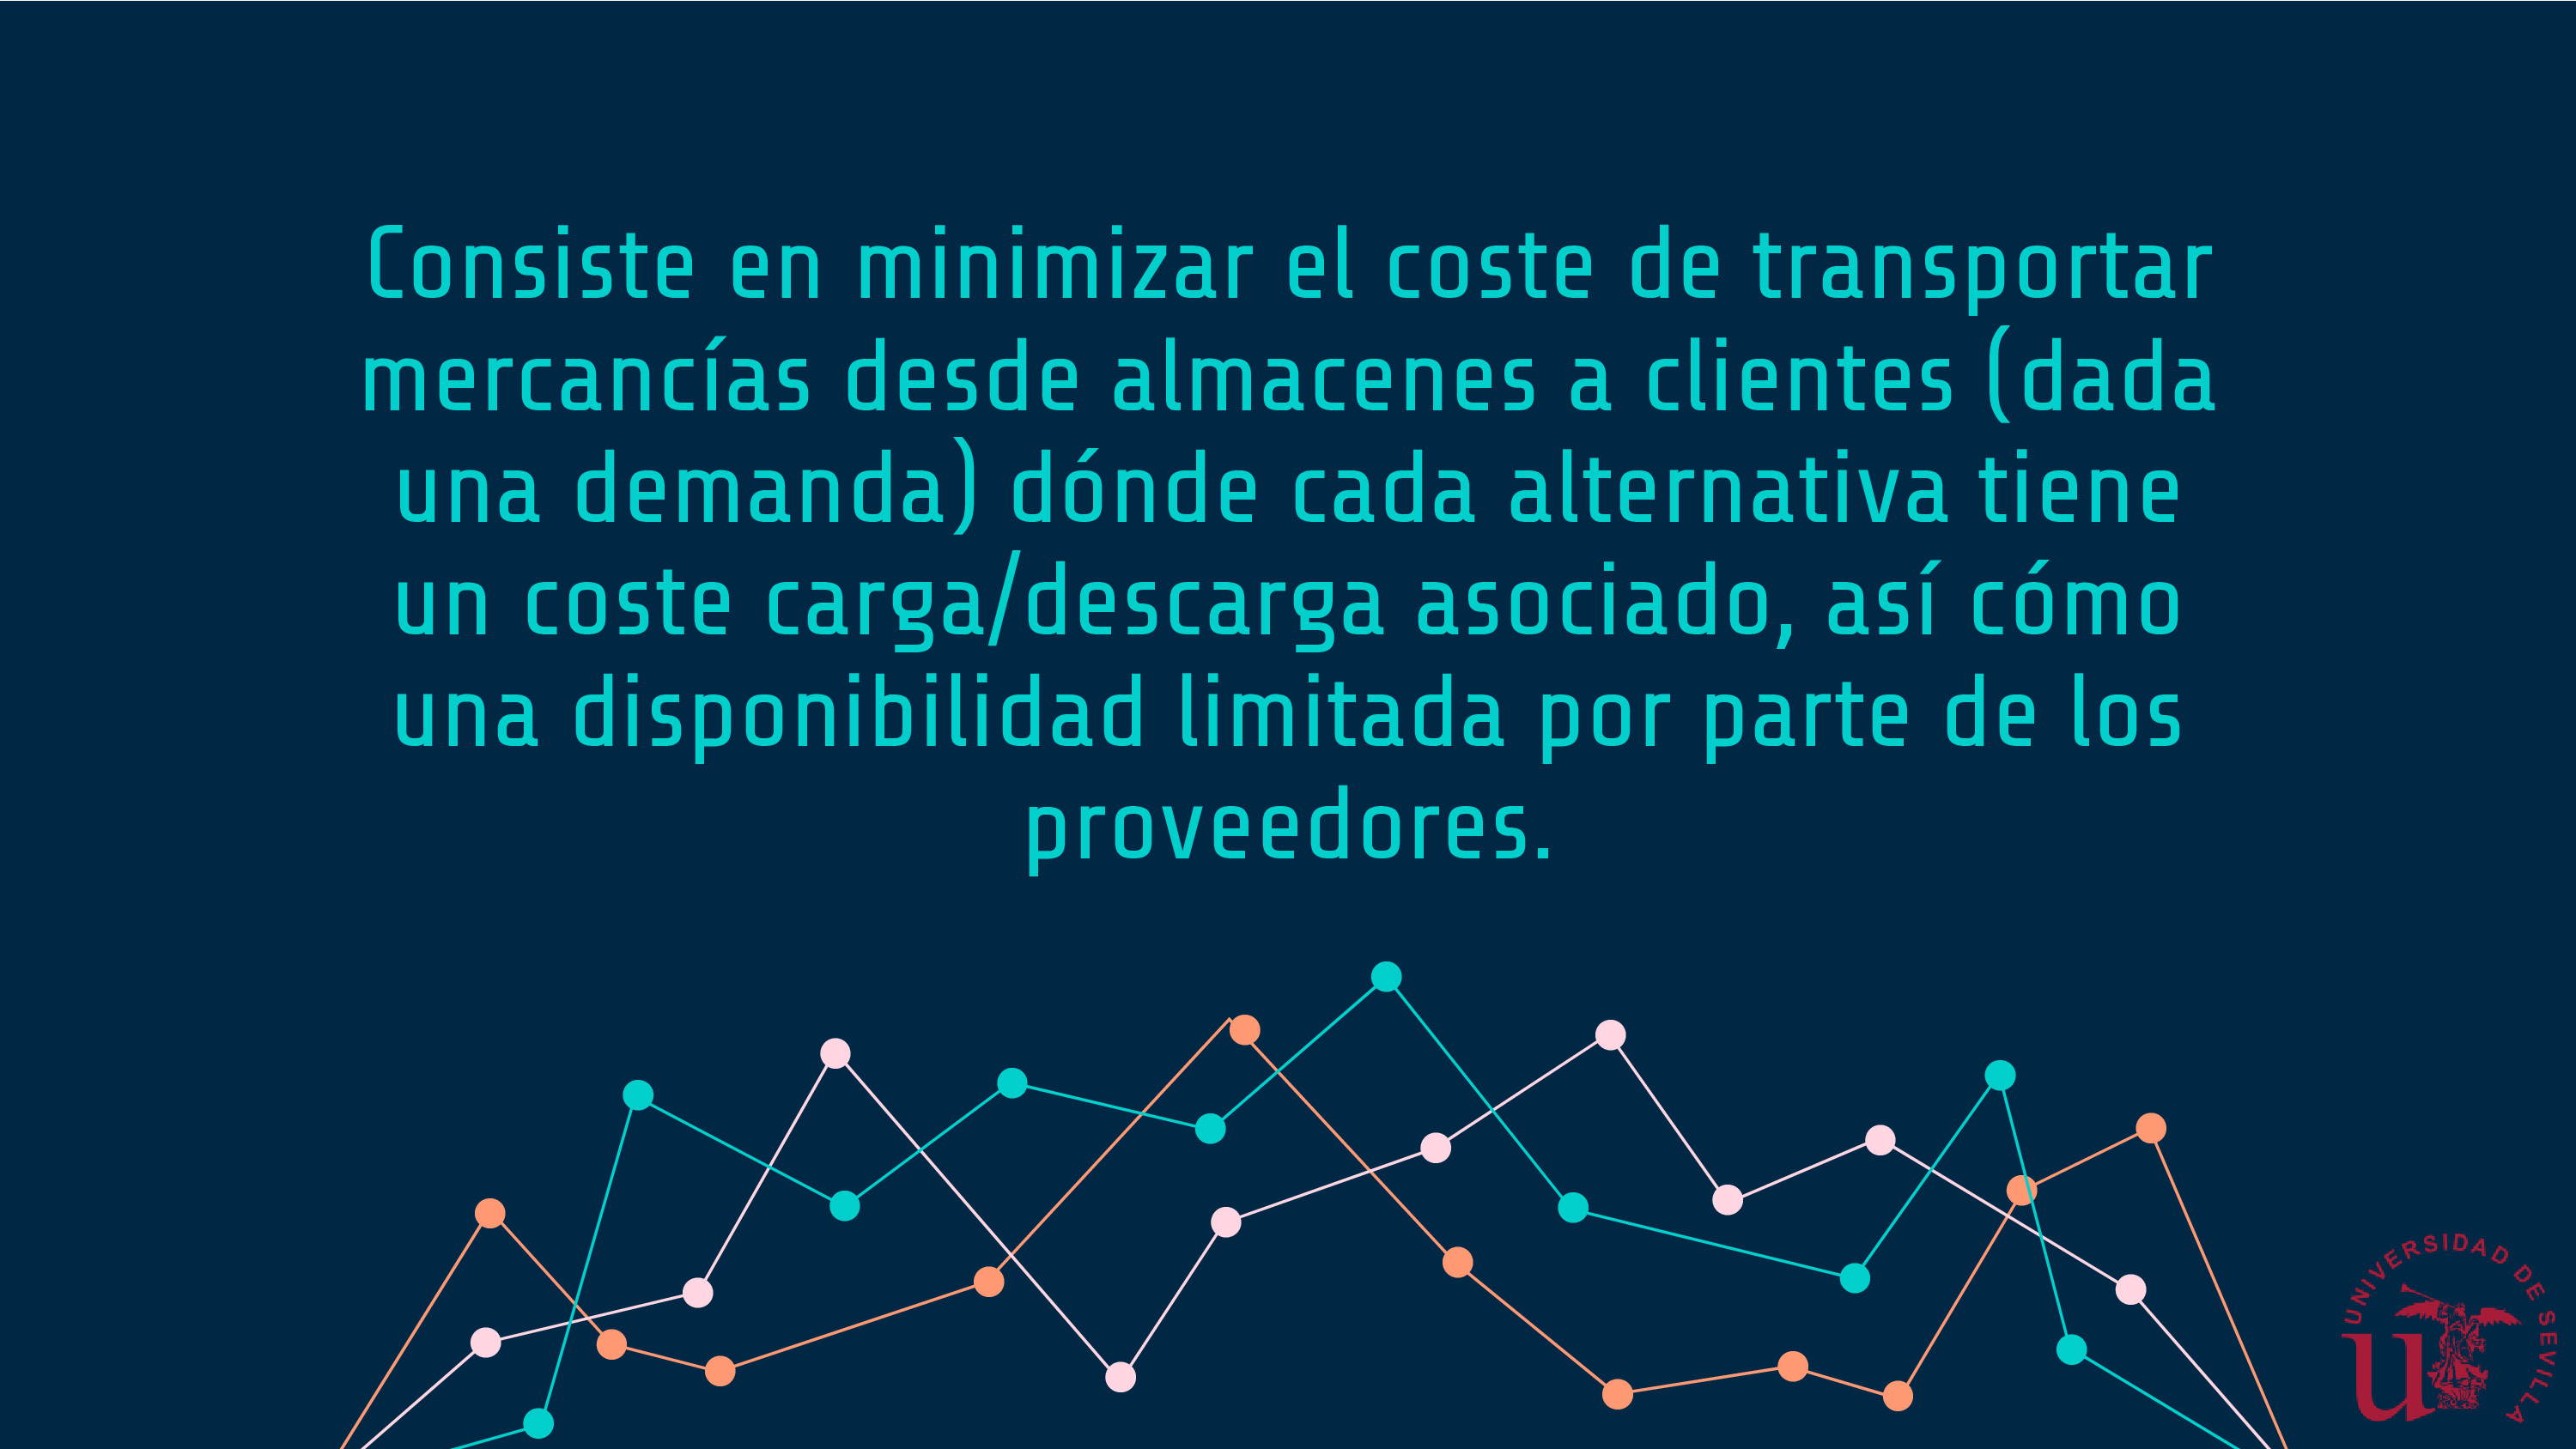 Consiste en minimizar el coste de transportar
mercancías desde almacenes a clientes (dada
una demanda) dónde cada alternativa tiene
un coste carga/descarga asociado, así cómo
una disponibilidad limitada por parte de los
proveedores.
UNIVERSIDAD DE SEVILLA
u